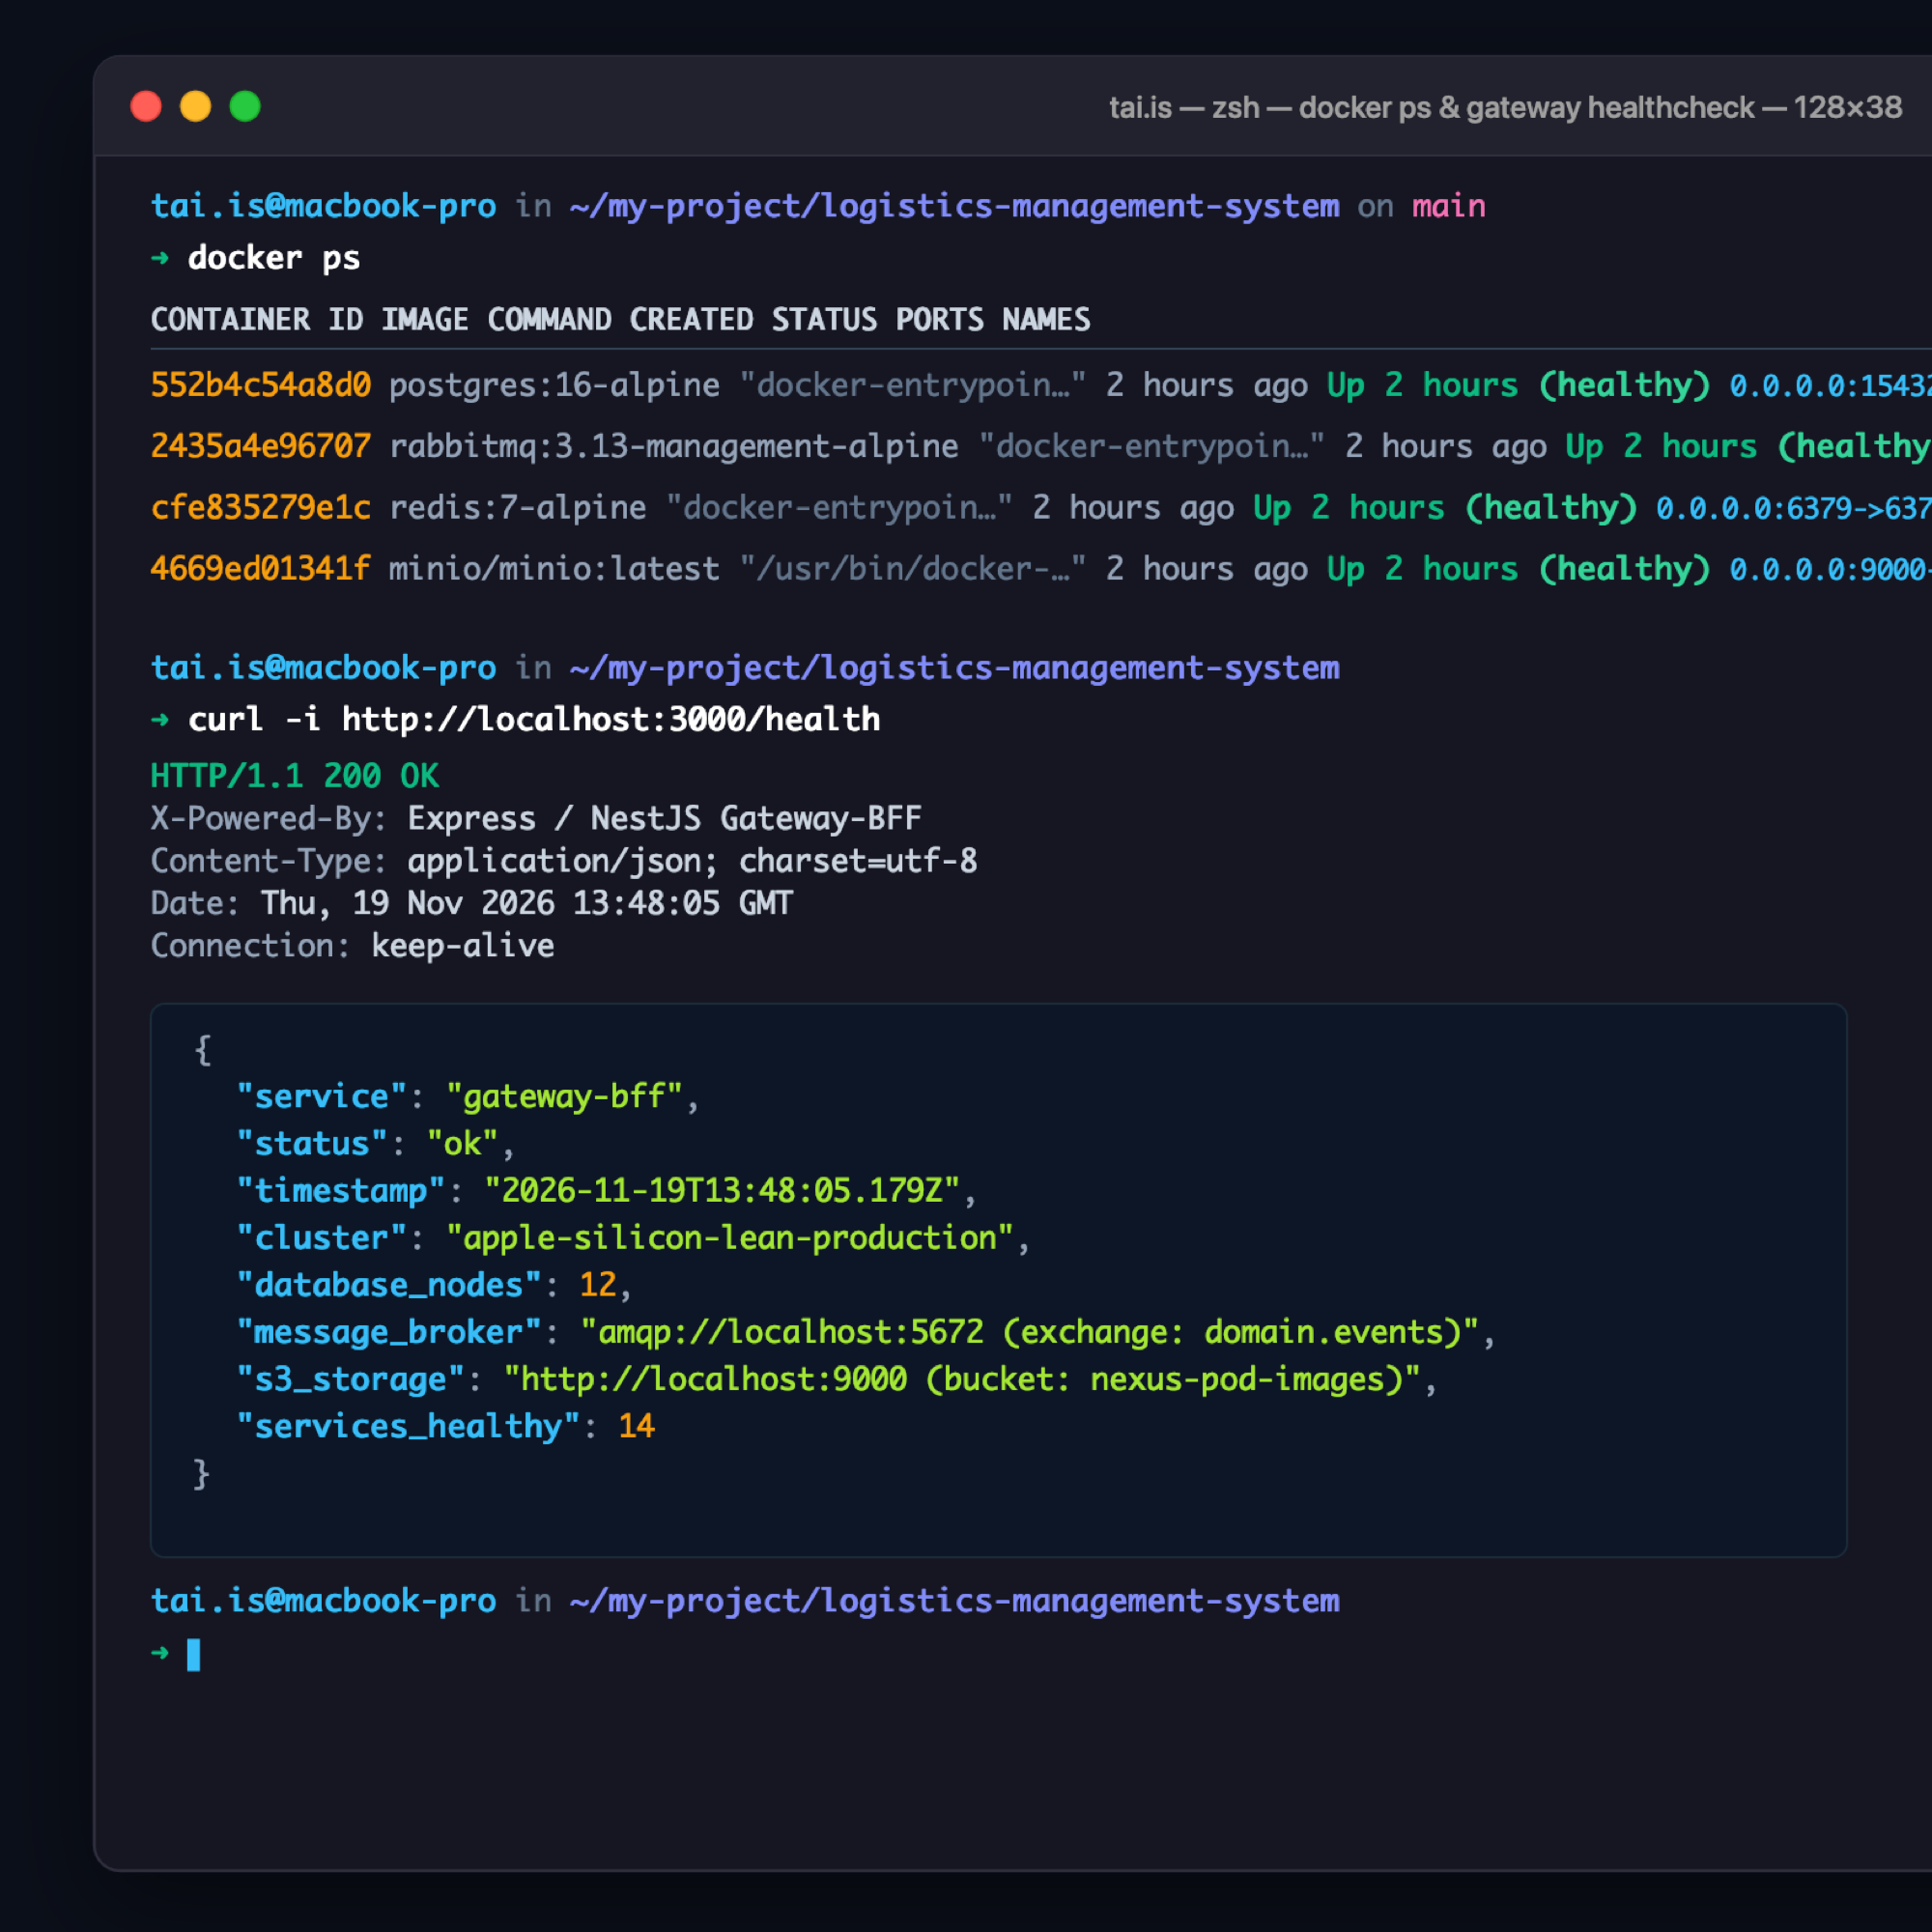 tai.is — zsh — docker ps & gateway healthcheck — 128×38
tai.is@macbook-pro in ~/my-project/logistics-management-system on main
➜ docker ps
CONTAINER ID IMAGE COMMAND CREATED STATUS PORTS NAMES
552b4c54a8d0 postgres:16-alpine "docker-entrypoin…" 2 hours ago Up 2 hours (healthy) 0.0.0.0:15432
2435a4e96707 rabbitmq:3.13-management-alpine "docker-entrypoin…" 2 hours ago Up 2 hours (healthy
cfe835279e1c redis:7-alpine "docker-entrypoin…" 2 hours ago Up 2 hours (healthy) 0.0.0.0:6379->637
4669ed01341f minio/minio:latest "/usr/bin/docker-…" 2 hours ago Up 2 hours (healthy) 0.0.0.0:9000-
tai.is@macbook-pro in ~/my-project/logistics-management-system
➜ curl -i http://localhost:3000/health
HTTP/1.1 200 OK
X-Powered-By: Express / NestJS Gateway-BFF
Content-Type: application/json; charset=utf-8
Date: Thu, 19 Nov 2026 13:48:05 GMT
Connection: keep-alive
{
"service": "gateway-bff",
"status": "ok",
"timestamp": "2026-11-19T13:48:05.179Z",
"cluster": "apple-silicon-lean-production",
"database_nodes": 12,
"message_broker": "amqp://localhost:5672 (exchange: domain.events)",
"s3_storage": "http://localhost:9000 (bucket: nexus-pod-images)",
"services_healthy": 14
}
tai.is@macbook-pro in ~/my-project/logistics-management-system
➜